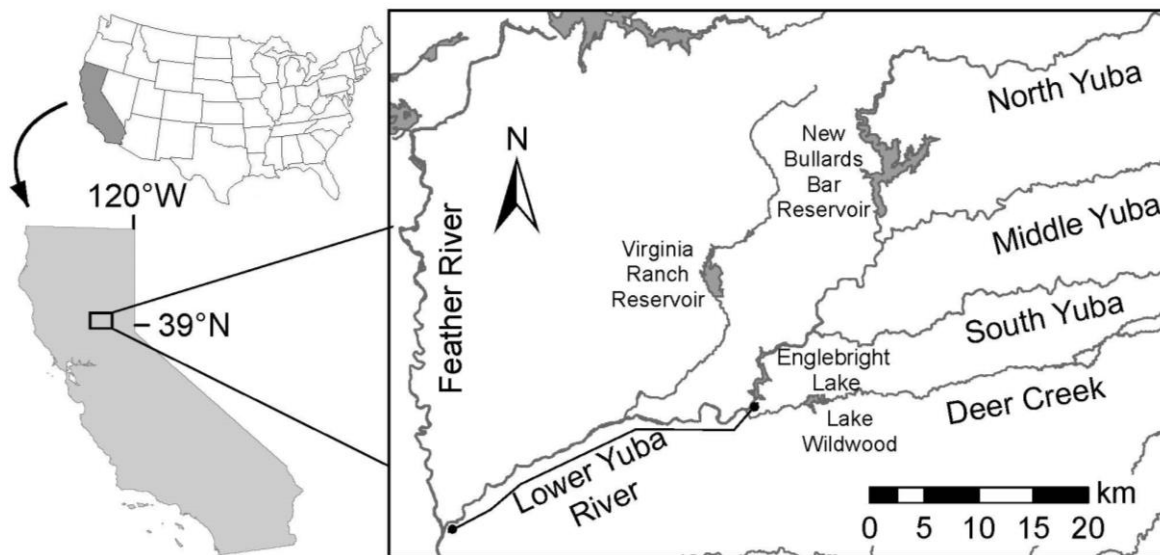 120°W
39°N
N
Feather River
North Yuba
New
Bullards
Bar
Reservoir
Middle Yuba
Virginia
Ranch
Reservoir
South Yuba
Englebright
Lake
Deer Creek
Lake
Wildwood
Lower Yuba
River
km
0 5 10 15 20